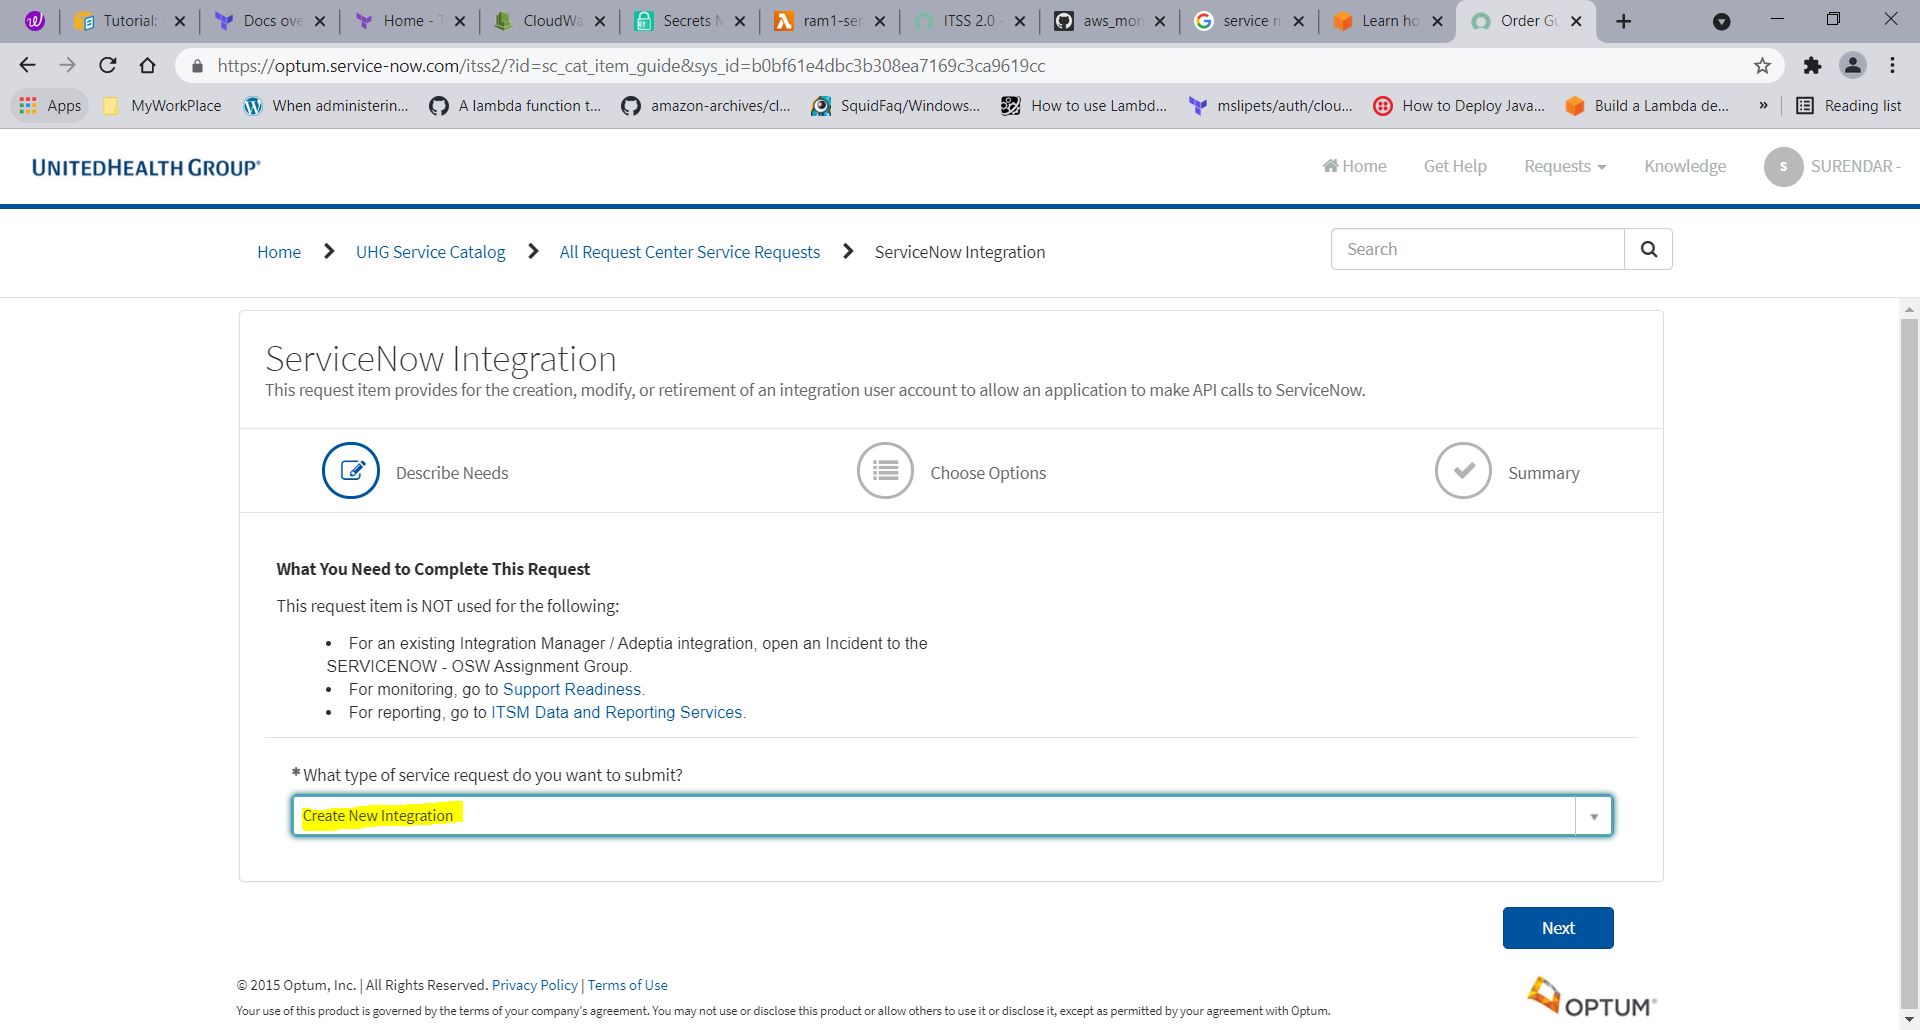 Tutorial:
Docs ove
Home - T
CloudWa
Secrets M
ram1-ser
ITSS 2.0 -
aws_mon
service n
Learn ho
Order Gu
https://optum.service-now.com/itss2/?id=sc_cat_item_guide&sys_id=b0bf61e4dbc3b308ea7169c3ca9619cc
Apps
MyWorkPlace
When administerin...
A lambda function t...
amazon-archives/cl...
SquidFaq/Windows...
How to use Lambd...
mslipets/auth/clou...
How to Deploy Java...
Build a Lambda de...
»
Reading list
UNITEDHEALTH GROUP®
Home
Get Help
Requests
Knowledge
S
SURENDAR -
Home > UHG Service Catalog > All Request Center Service Requests > ServiceNow Integration
Search
ServiceNow Integration
This request item provides for the creation, modify, or retirement of an integration user account to allow an application to make API calls to ServiceNow.
Describe Needs
Choose Options
Summary
What You Need to Complete This Request
This request item is NOT used for the following:
• For an existing Integration Manager / Adeptia integration, open an Incident to the
SERVICENOW - OSW Assignment Group.
• For monitoring, go to Support Readiness.
• For reporting, go to ITSM Data and Reporting Services.
* What type of service request do you want to submit?
Create New Integration
Next
© 2015 Optum, Inc. | All Rights Reserved. Privacy Policy | Terms of Use
Your use of this product is governed by the terms of your company's agreement. You may not use or disclose this product or allow others to use it or disclose it, except as permitted by your agreement with Optum.
OPTUM™